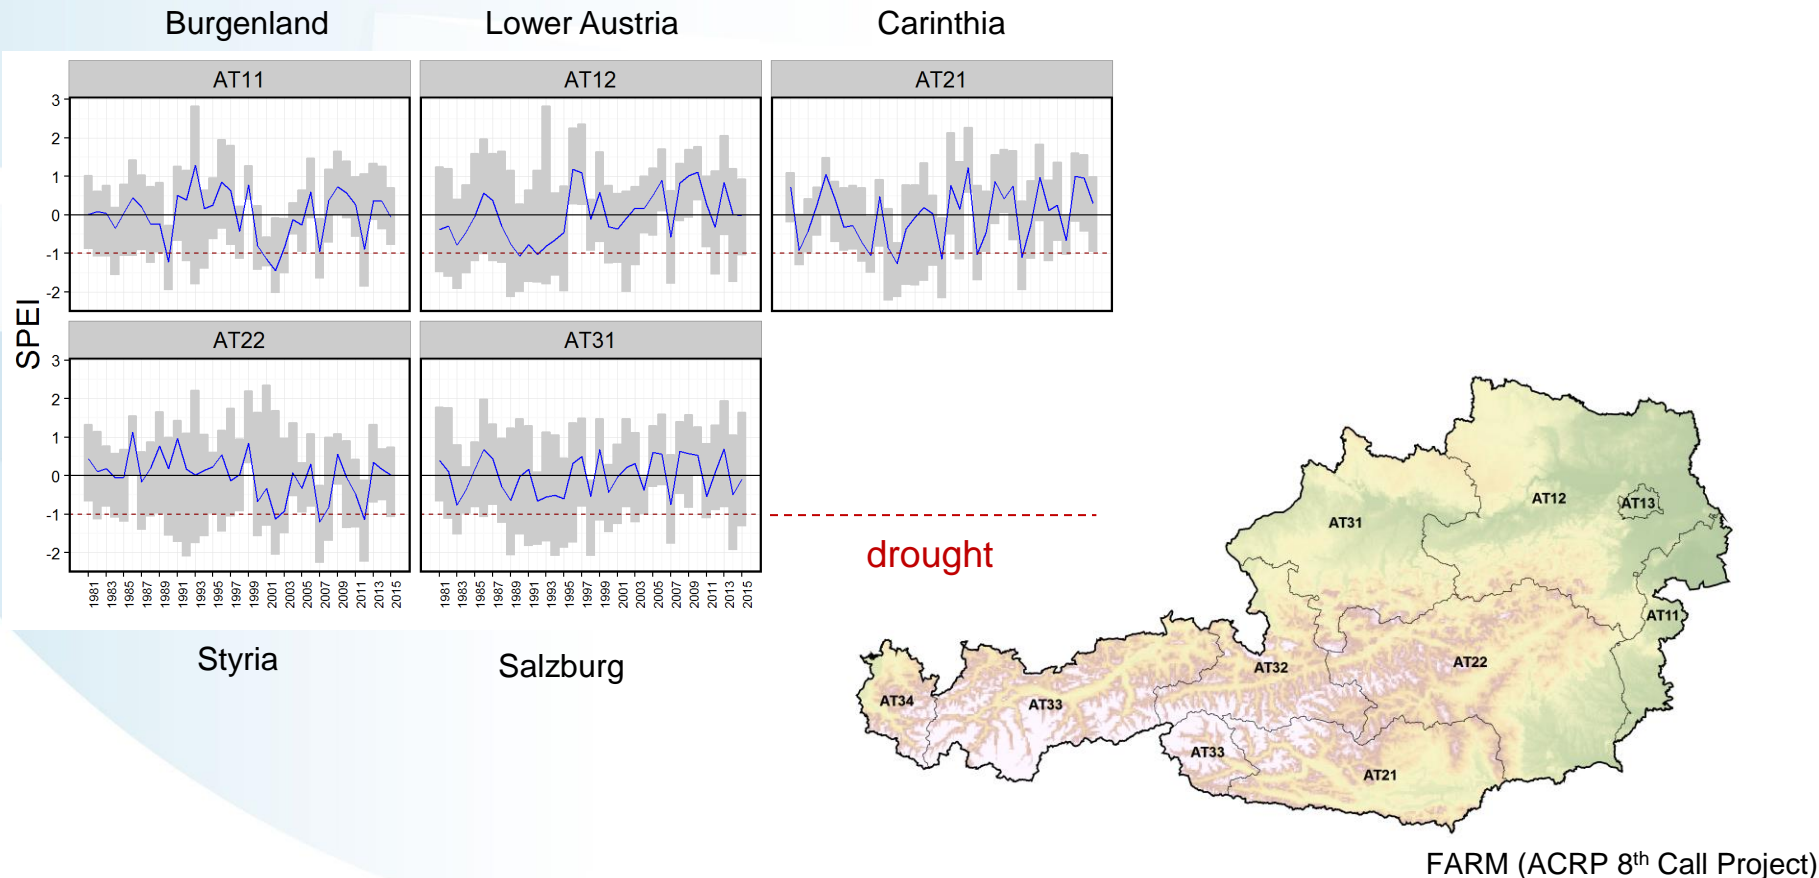 Burgenland Lower Austria Carinthia
AT11 AT12 AT21
3
2
1
0
-1
-2
SPEI
AT22 AT31
3
2
1
0
-1
-2
1981 1983 1985 1987 1989 1991 1993 1995 1997 1999 2001 2003 2005 2007 2009 2011 2013 2015 1981 1983 1985 1987 1989 1991 1993 1995 1997 1999 2001 2003 2005 2007 2009 2011 2013 2015
drought
Styria Salzburg
AT12
AT13
AT31
AT11
AT22
AT32
AT34
AT33
AT33
AT21
FARM (ACRP 8th Call Project)